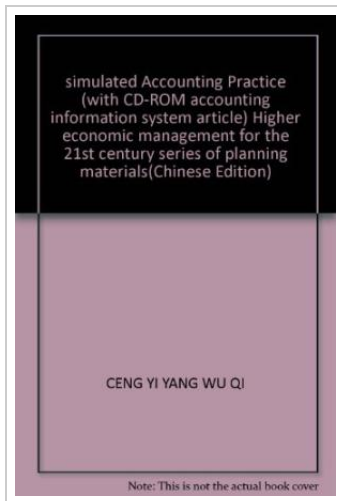 simulated Accounting Practice
(with CD-ROM accounting
information system article) Higher
economic management for the
21st century series of planning
materials(Chinese Edition)
CENG YI YANG WU QI
Note: This is not the actual book cover